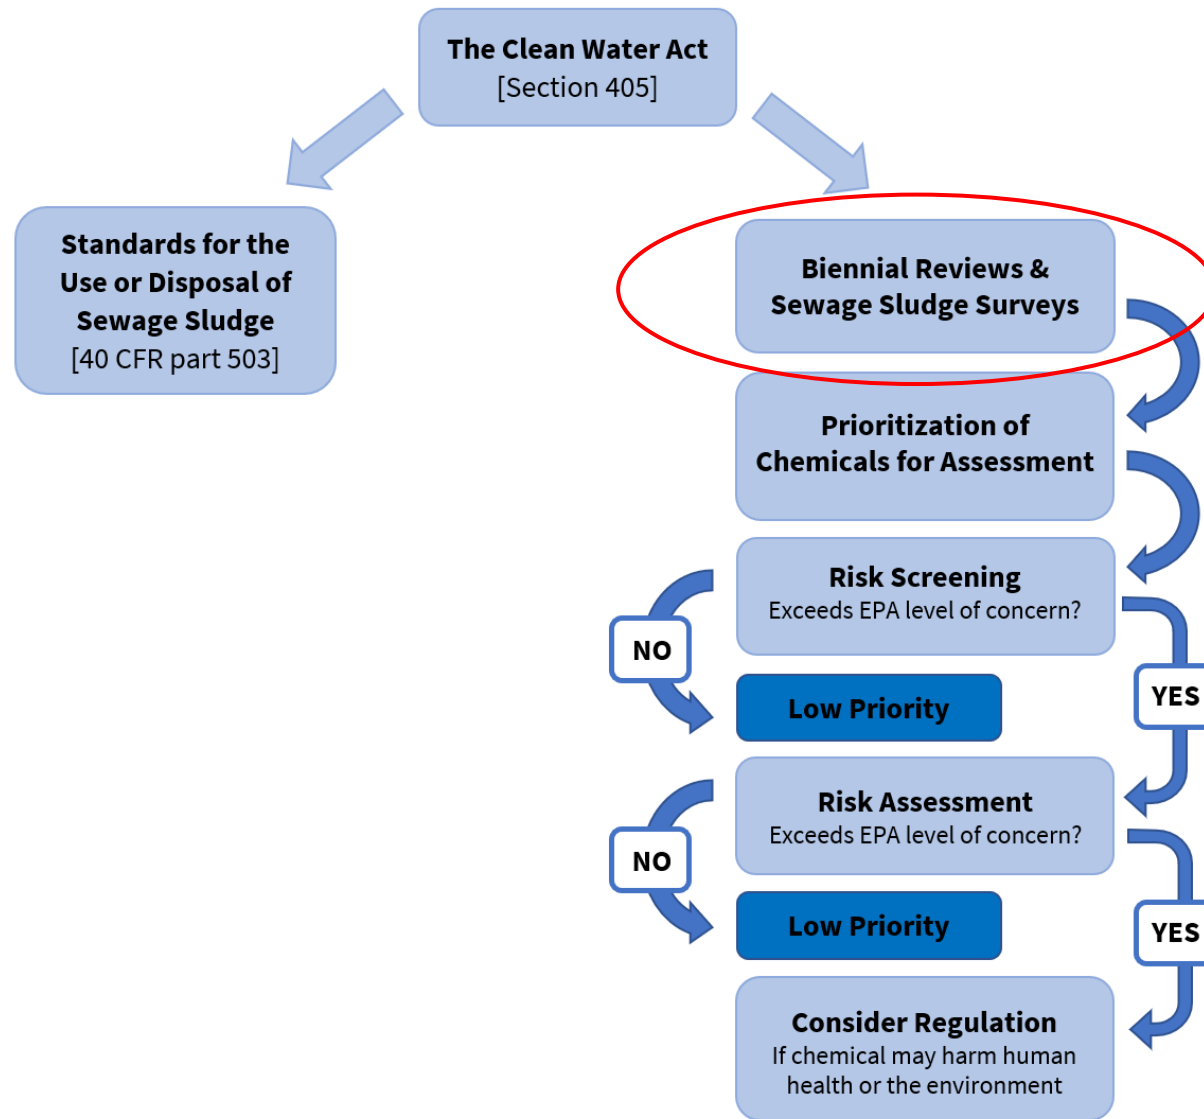 The Clean Water Act
[Section 405]
Standards for the
Use or Disposal of
Sewage Sludge
[40 CFR part 503]
Biennial Reviews &
Sewage Sludge Surveys
Prioritization of
Chemicals for Assessment
Risk Screening
Exceeds EPA level of concern?
NO
YES
Low Priority
Risk Assessment
Exceeds EPA level of concern?
NO
YES
Low Priority
Consider Regulation
If chemical may harm human
health or the environment